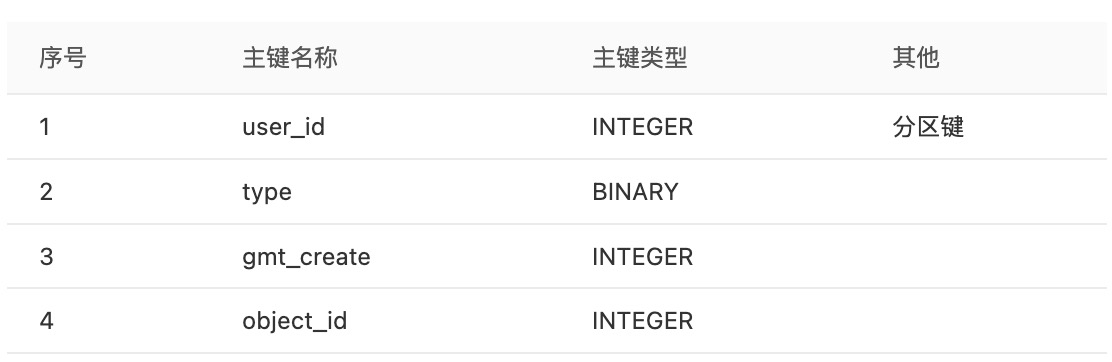 序号 主键名称 主键类型 其他
1 user_id INTEGER 分区键
2 type BINARY
3 gmt_create INTEGER
4 object_id INTEGER